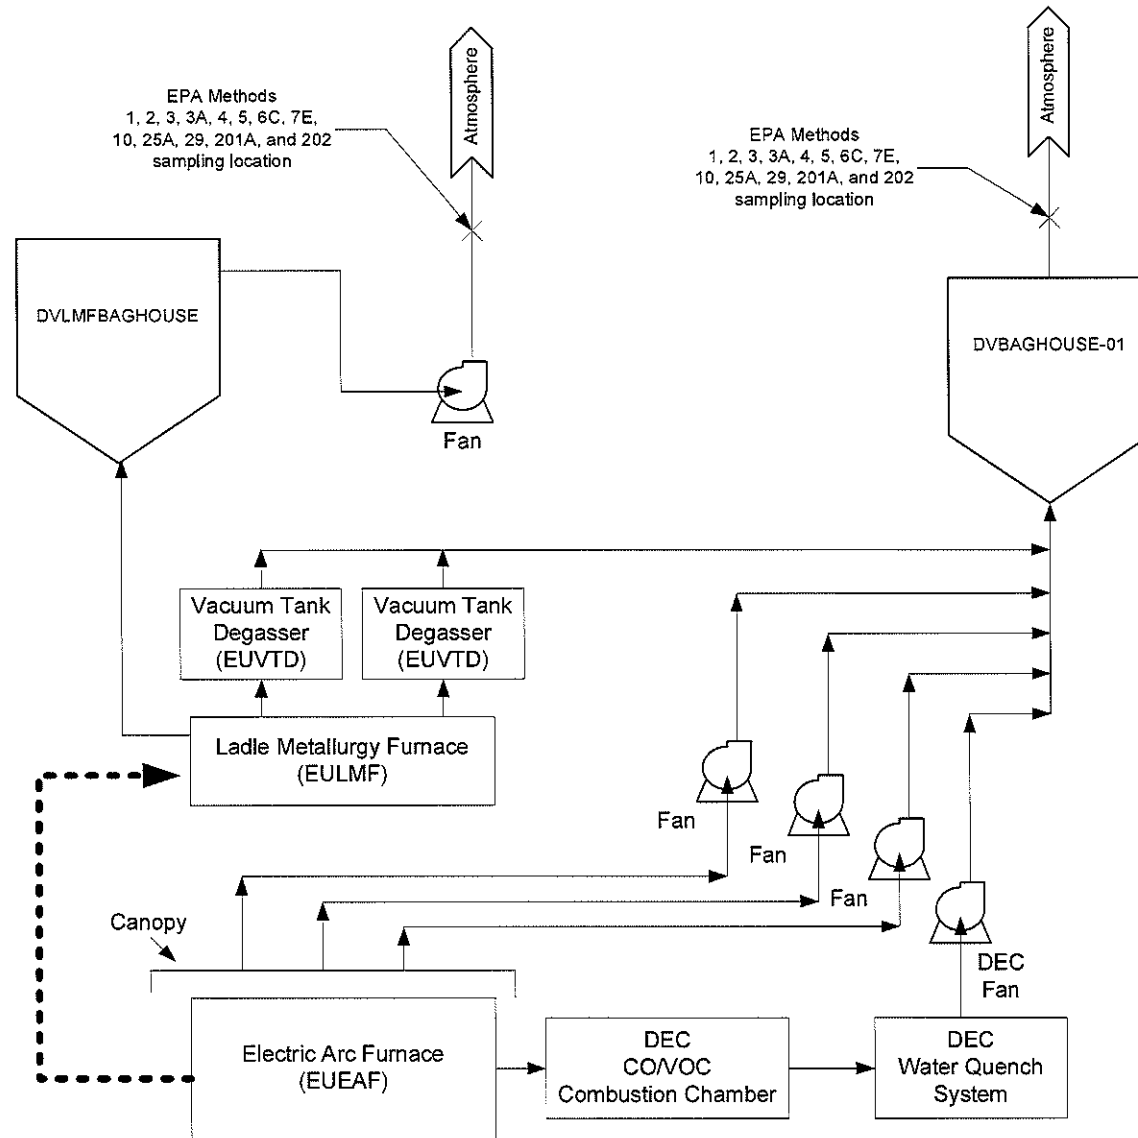 Atmosphere
Atmosphere
EPA Methods
1, 2, 3, 3A, 4, 5, 6C, 7E,
10, 25A, 29, 201A, and 202
sampling location
EPA Methods
1, 2, 3, 3A, 4, 5, 6C, 7E,
10, 25A, 29, 201A, and 202
sampling location
DVLMFBAGHOUSE
DVBAGHOUSE-01
Fan
Vacuum Tank
Degasser
(EUVTD)
Vacuum Tank
Degasser
(EUVTD)
Ladle Metallurgy Furnace
(EULMF)
Fan
Fan
Fan
Canopy
DEC
Fan
Electric Arc Furnace
(EUEAF)
DEC
CO/VOC
Combustion Chamber
DEC
Water Quench
System